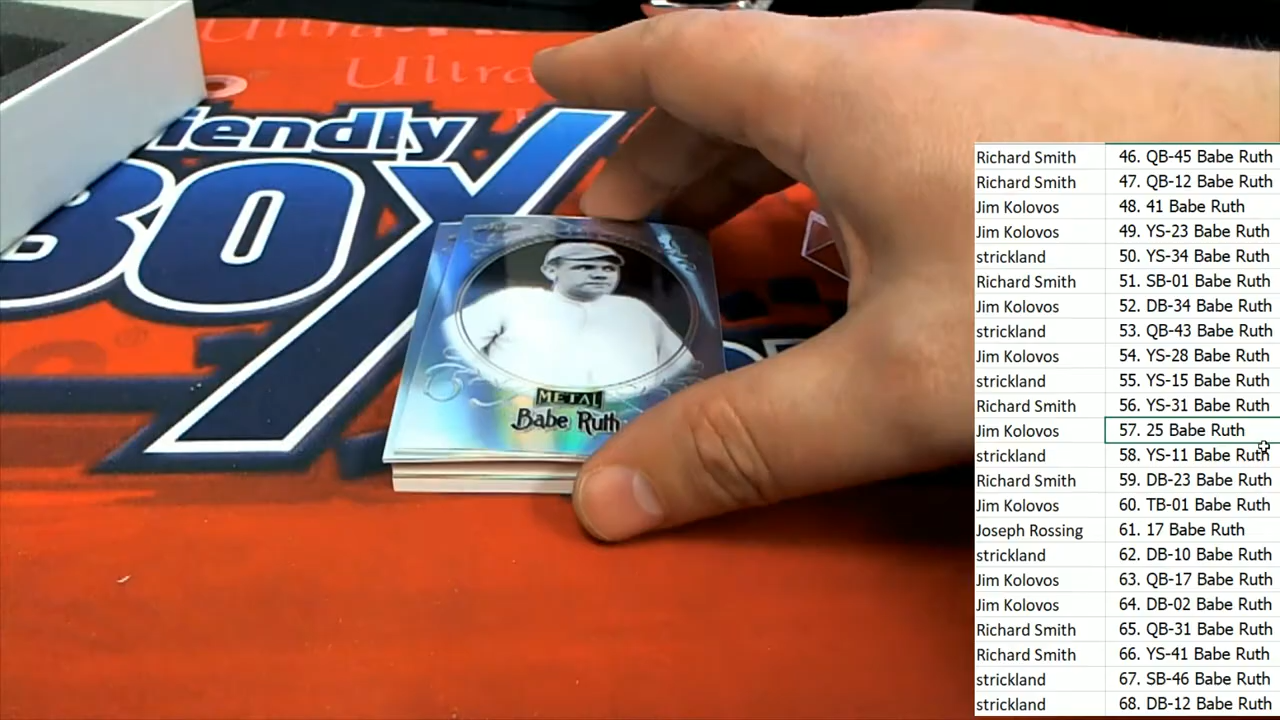 Ultra
Ultra
iendly
BOX
METAL
Babe Ruth
Richard Smith 46. QB-45 Babe Ruth
Richard Smith 47. QB-12 Babe Ruth
Jim Kolovos 48. 41 Babe Ruth
Jim Kolovos 49. YS-23 Babe Ruth
strickland 50. YS-34 Babe Ruth
Richard Smith 51. SB-01 Babe Ruth
Jim Kolovos 52. DB-34 Babe Ruth
strickland 53. QB-43 Babe Ruth
Jim Kolovos 54. YS-28 Babe Ruth
strickland 55. YS-15 Babe Ruth
Richard Smith 56. YS-31 Babe Ruth
Jim Kolovos 57. 25 Babe Ruth
strickland 58. YS-11 Babe Ruth
Richard Smith 59. DB-23 Babe Ruth
Jim Kolovos 60. TB-01 Babe Ruth
Joseph Rossing 61. 17 Babe Ruth
strickland 62. DB-10 Babe Ruth
Jim Kolovos 63. QB-17 Babe Ruth
Jim Kolovos 64. DB-02 Babe Ruth
Richard Smith 65. QB-31 Babe Ruth
Richard Smith 66. YS-41 Babe Ruth
strickland 67. SB-46 Babe Ruth
strickland 68. DB-12 Babe Ruth